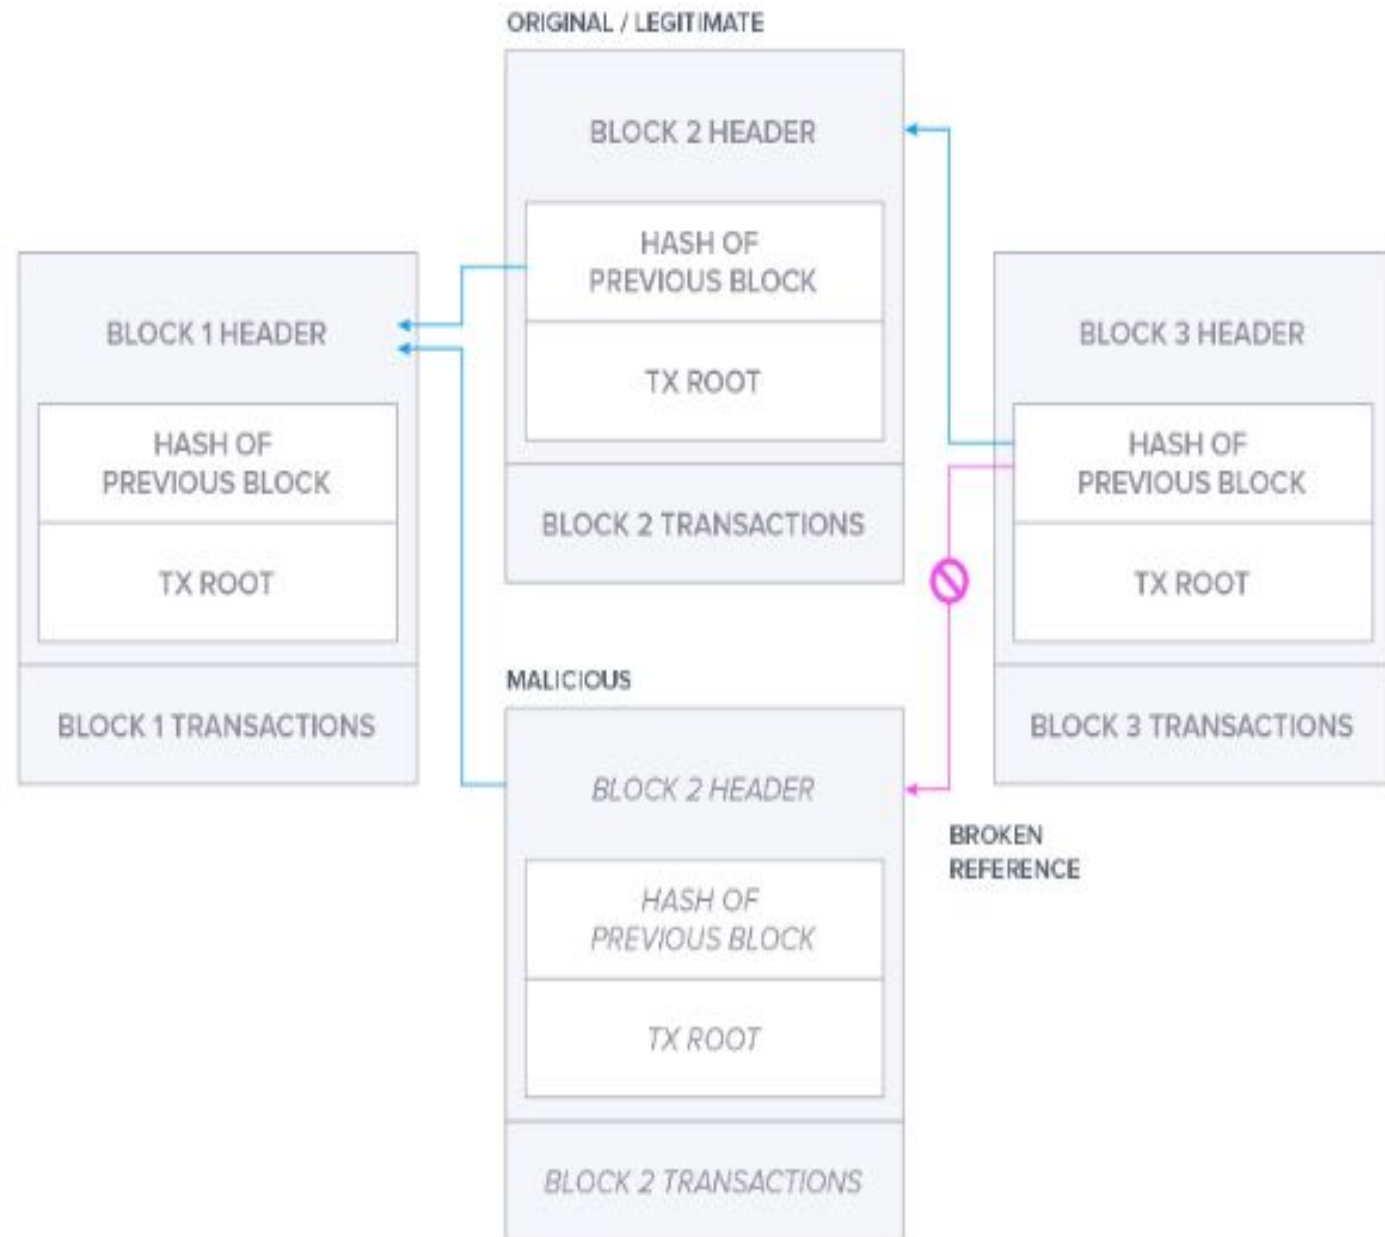 ORIGINAL / LEGITIMATE
BLOCK 2 HEADER
HASH OF
PREVIOUS BLOCK
TX ROOT
BLOCK 2 TRANSACTIONS
BLOCK 1 HEADER
HASH OF
PREVIOUS BLOCK
TX ROOT
BLOCK 1 TRANSACTIONS
BLOCK 3 HEADER
HASH OF
PREVIOUS BLOCK
TX ROOT
BLOCK 3 TRANSACTIONS
MALICIOUS
BLOCK 2 HEADER
HASH OF
PREVIOUS BLOCK
TX ROOT
BLOCK 2 TRANSACTIONS
BROKEN
REFERENCE